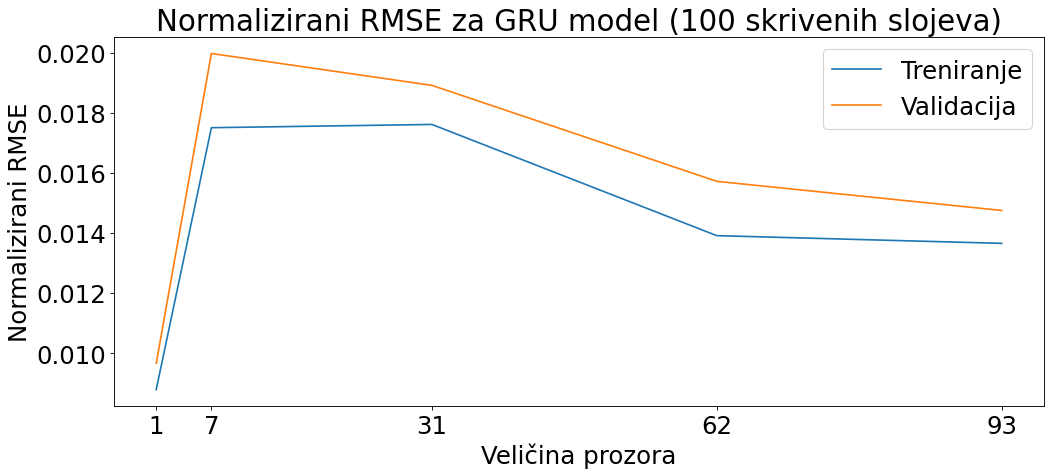 Normalizirani RMSE za GRU model (100 skrivenih slojeva)
Treniranje
Validacija
Normalizirani RMSE
0.020
0.018
0.016
0.014
0.012
0.010
1 7 31 62 93
Veličina prozora